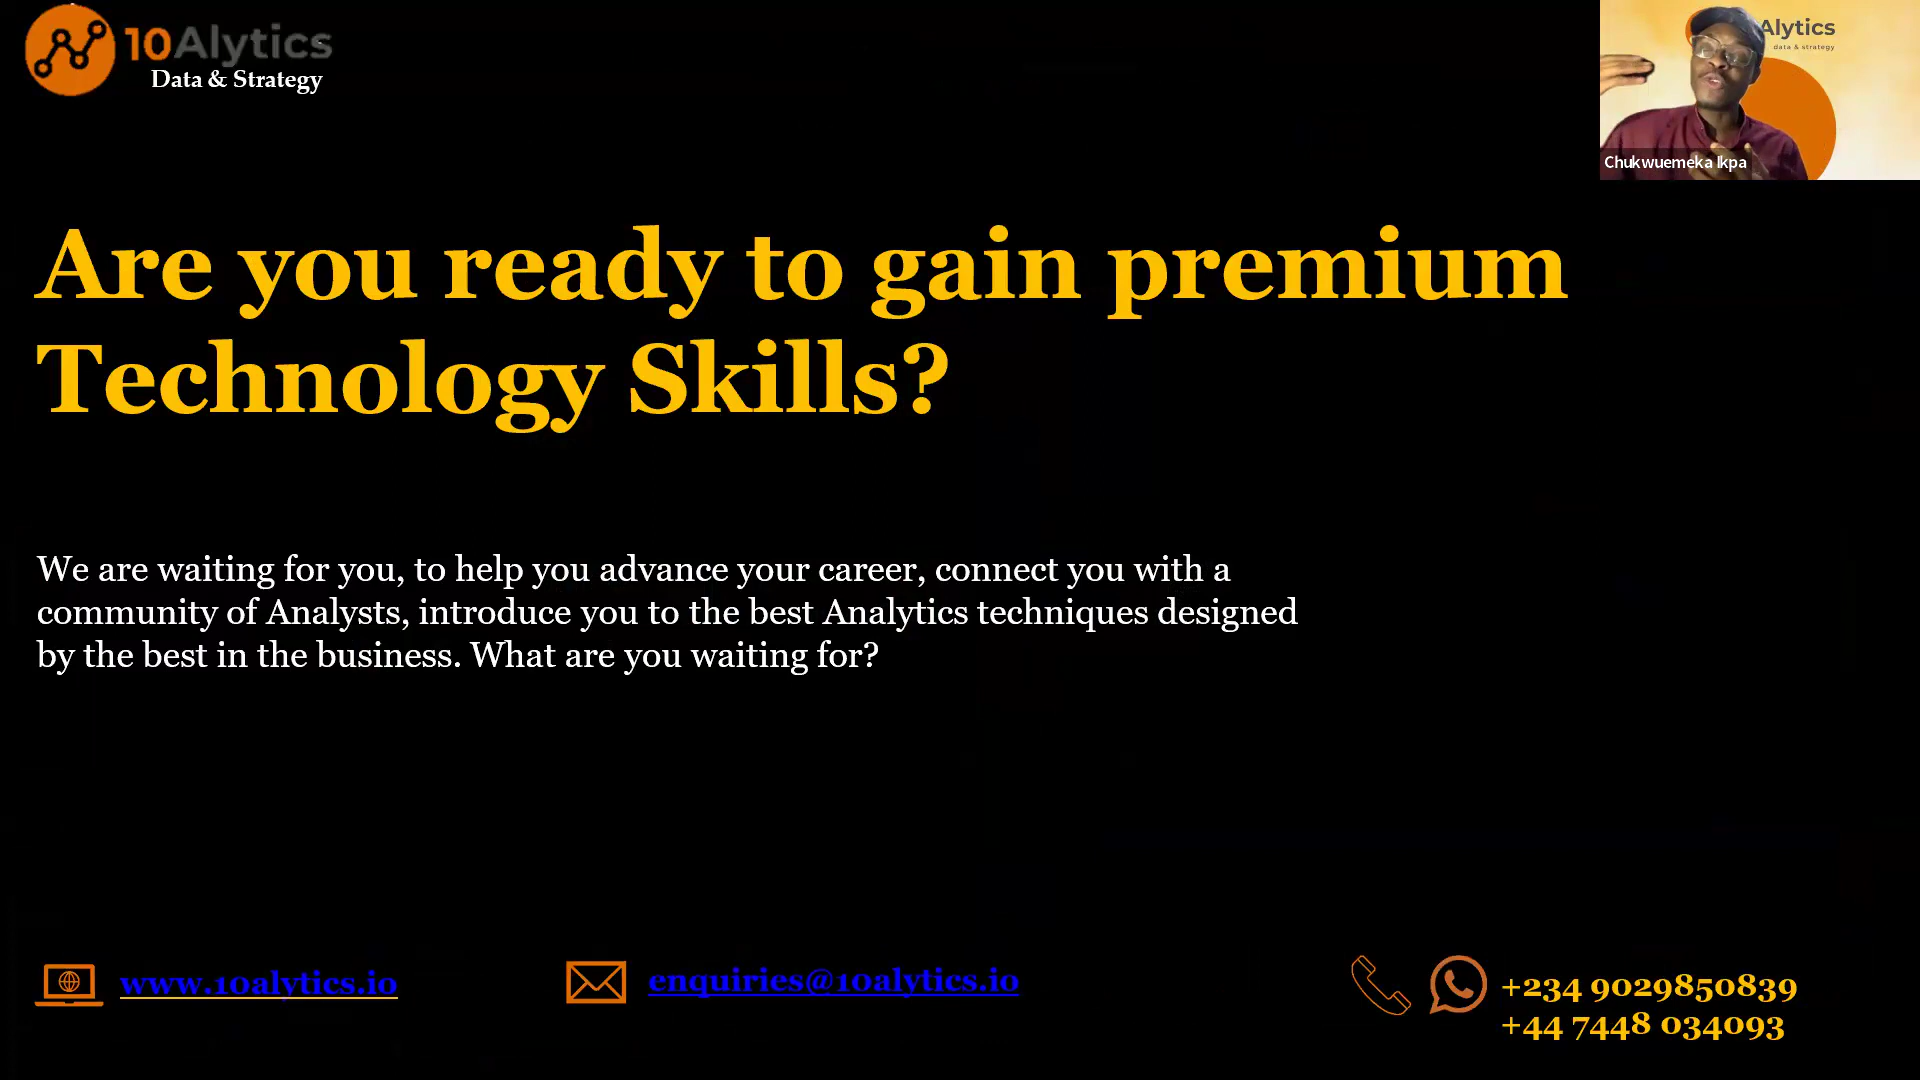 10Alytics
Data & Strategy
Alytics
data & strategy
Chukwuemeka Ikpa
Are you ready to gain premium
Technology Skills?
We are waiting for you, to help you advance your career, connect you with a
community of Analysts, introduce you to the best Analytics techniques designed
by the best in the business. What are you waiting for?
www.10alytics.io
enquiries@10alytics.io
+234 9029850839
+44 7448 034093